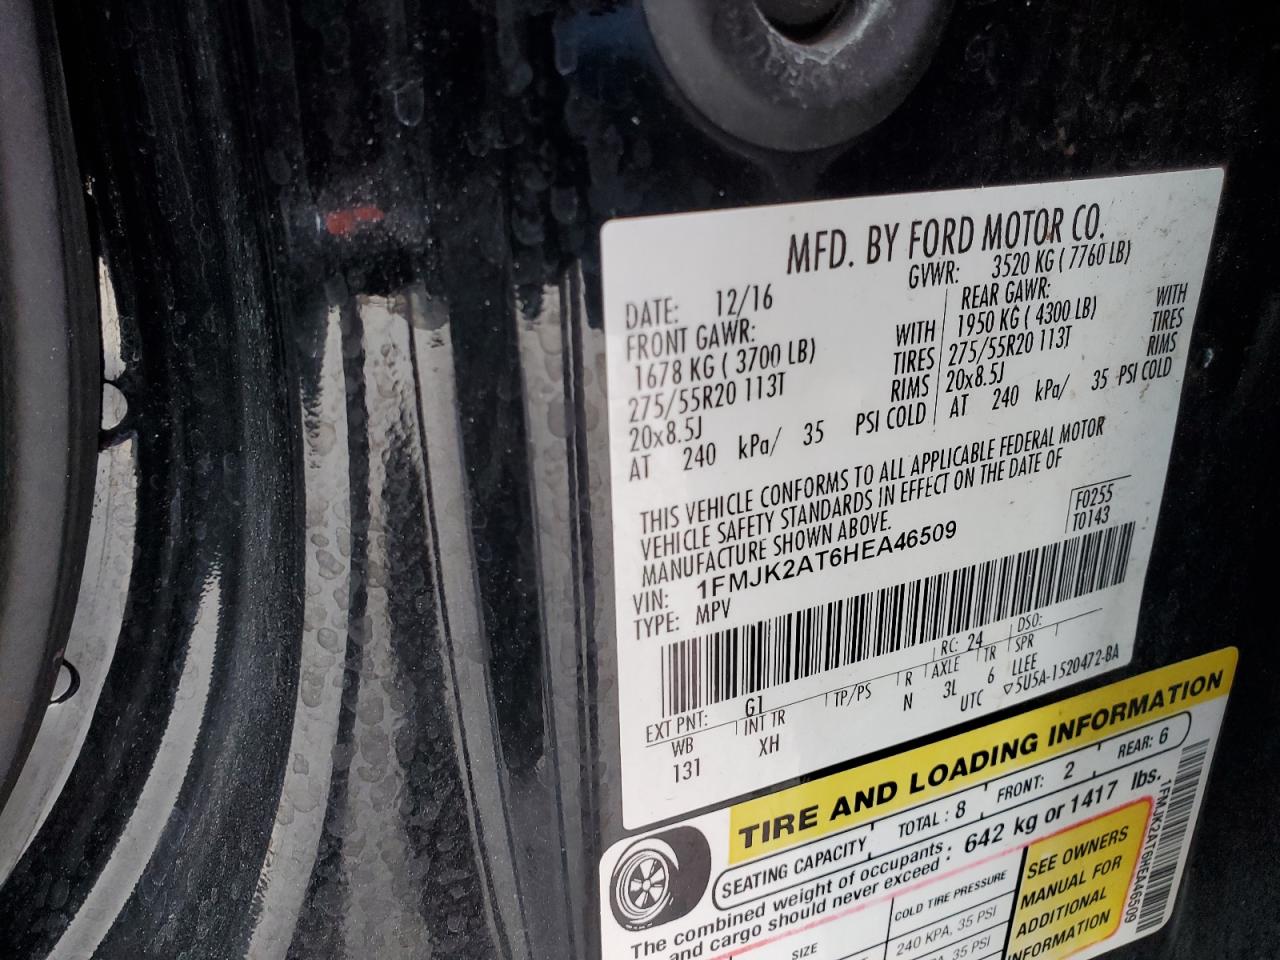 MFD. BY FORD MOTOR CO.
DATE: 12/16 GVWR: 3520 KG ( 7760 LB)
FRONT GAWR: REAR GAWR:
1678 KG ( 3700 LB) WITH 1950 KG ( 4300 LB) WITH
275/55R20 113T TIRES 275/55R20 113T TIRES
20x8.5J RIMS 20x8.5J RIMS
AT 240 kPa/ 35 PSI COLD AT 240 kPa/ 35 PSI COLD
THIS VEHICLE CONFORMS TO ALL APPLICABLE FEDERAL MOTOR
VEHICLE SAFETY STANDARDS IN EFFECT ON THE DATE OF
MANUFACTURE SHOWN ABOVE.
F0255
T0143
VIN: 1FMJK2AT6HEA46509
TYPE: MPV
EXT PNT: G1 RC: 24 DSO:
WB INT TR TP/PS R AXLE TR SPR
131 XH N 3L 6 LLEE
UTC ▽5U5A-1520472-BA
TIRE AND LOADING INFORMATION
SEATING CAPACITY TOTAL : 8 FRONT: 2 REAR: 6
The combined weight of occupants
and cargo should never exceed : 642 kg or 1417 lbs.
SIZE COLD TIRE PRESSURE
240 KPA, 35 PSI
35 PSI
SEE OWNERS
MANUAL FOR
ADDITIONAL
INFORMATION
1FMJK2AT6HEA46509